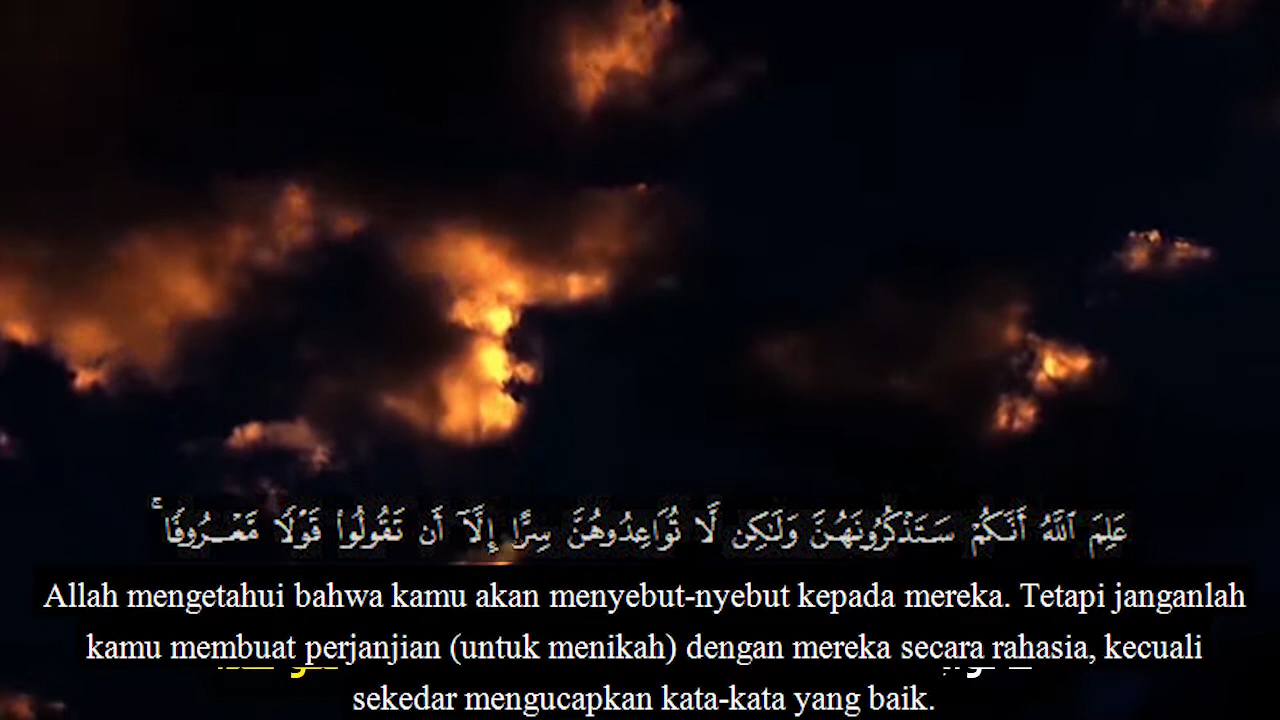 عَلِمَ ٱللَّهُ أَنَّكُمْ سَتَذْكُرُونَهُنَّ وَلَٰكِن لَّا تُوَاعِدُوهُنَّ سِرًّا إِلَّآ أَن تَقُولُوا۟ قَوْلًا مَّعْرُوفًا ۚ
Allah mengetahui bahwa kamu akan menyebut-nyebut kepada mereka. Tetapi janganlah
kamu membuat perjanjian (untuk menikah) dengan mereka secara rahasia, kecuali
sekedar mengucapkan kata-kata yang baik.